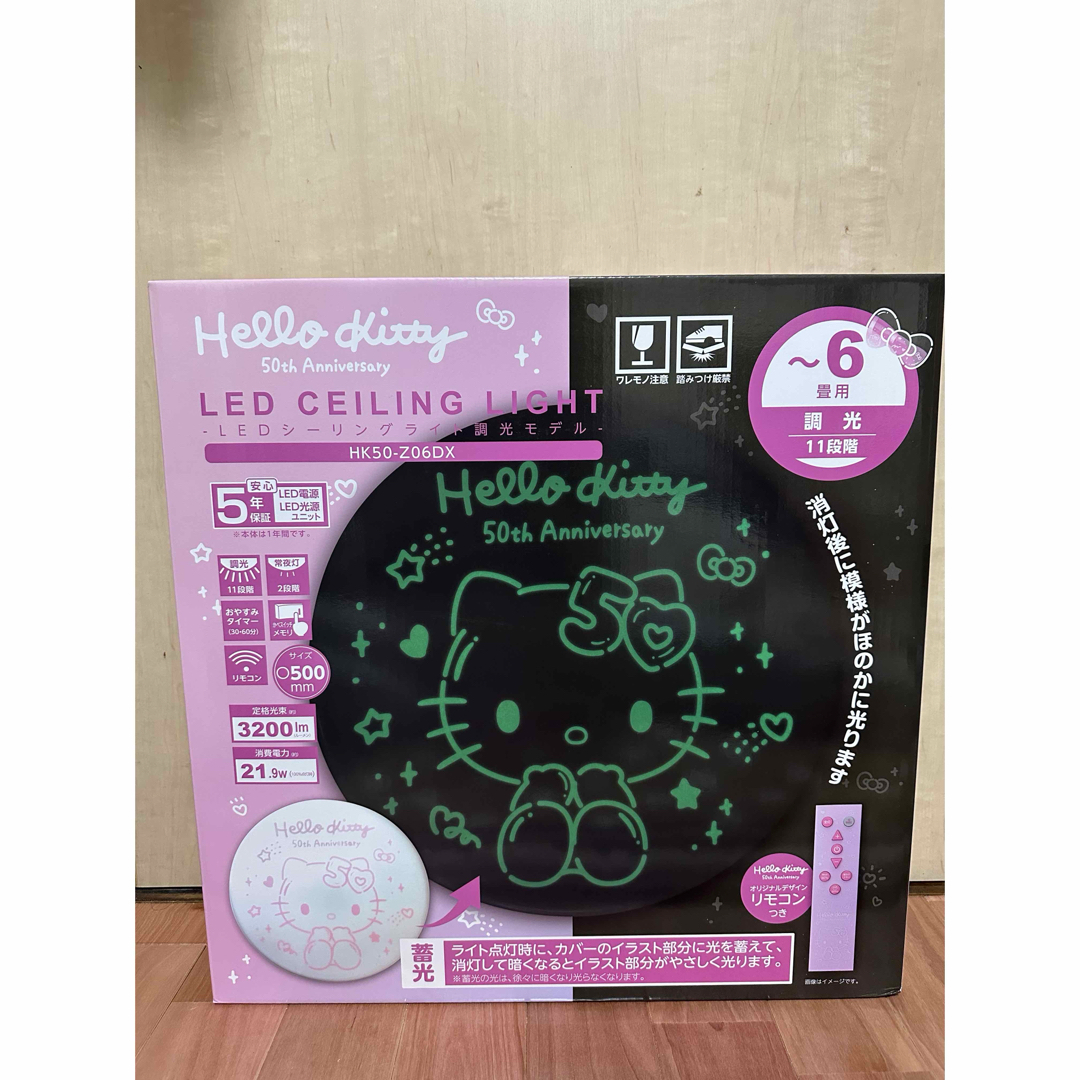 Hello Kitty
50th Anniversary
LED CEILING LIGHT
-LEDシーリングライト調光モデル-
HK50-Z06DX
ワレモノ注意
踏みつけ厳禁
～6
畳用
調光
11段階
安心
5年
保証
LED電源
LED光源
ユニット
※本体は1年間です。
調光
11段階
常夜灯
2段階
おやすみ
タイマー
(30・60分)
メモリ
リモコン
サイズ
○500
mm
定格光束
3200lm
消費電力
21.9w
Hello Kitty
50th Anniversary
50
消灯後に模様がほのかに光ります
Hello Kitty
50th Anniversary
50
Hello Kitty
50th Anniversary
オリジナルデザイン
リモコン
つき
蓄光
ライト点灯時に、カバーのイラスト部分に光を蓄えて、
消灯して暗くなるとイラスト部分がやさしく光ります。
※蓄光の光は、徐々に暗くなり光らなくなります。
画像はイメージです。